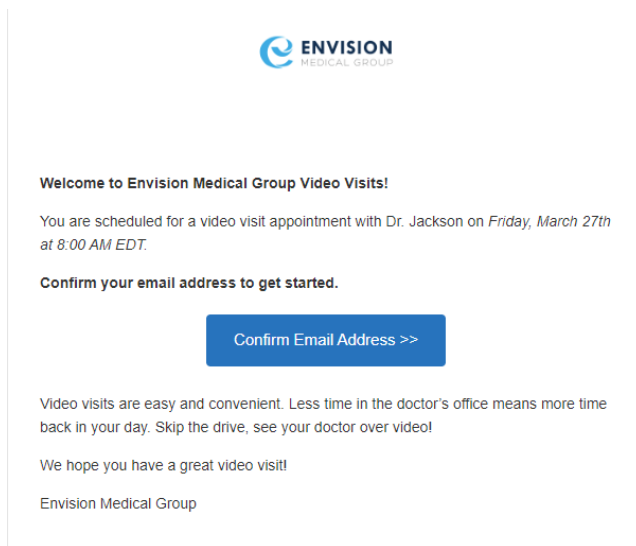 ENVISION
MEDICAL GROUP
Welcome to Envision Medical Group Video Visits!
You are scheduled for a video visit appointment with Dr. Jackson on Friday, March 27th
at 8:00 AM EDT.
Confirm your email address to get started.
Confirm Email Address >>
Video visits are easy and convenient. Less time in the doctor’s office means more time
back in your day. Skip the drive, see your doctor over video!
We hope you have a great video visit!
Envision Medical Group